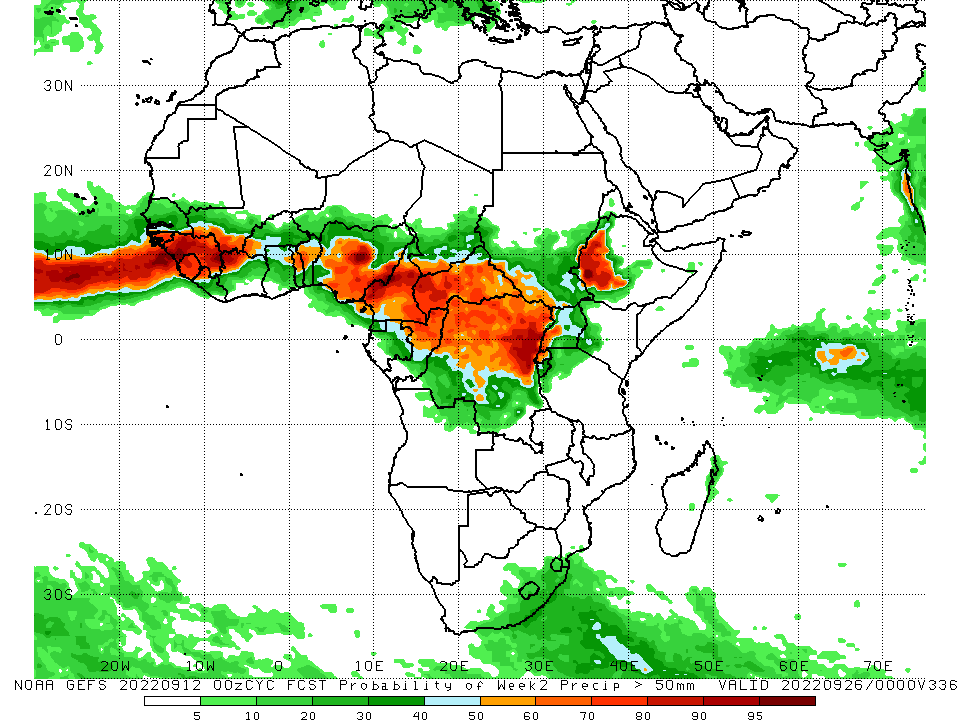 30N
20N
10N
0
10S
20S
30S
20W 10W 0 10E 20E 30E 40E 50E 60E 70E
NOAA GEFS 20220912 00zCYC FCST Probability of Week2 Precip > 50mm VALID 20220926/0000V336
5 10 20 30 40 50 60 70 80 90 95